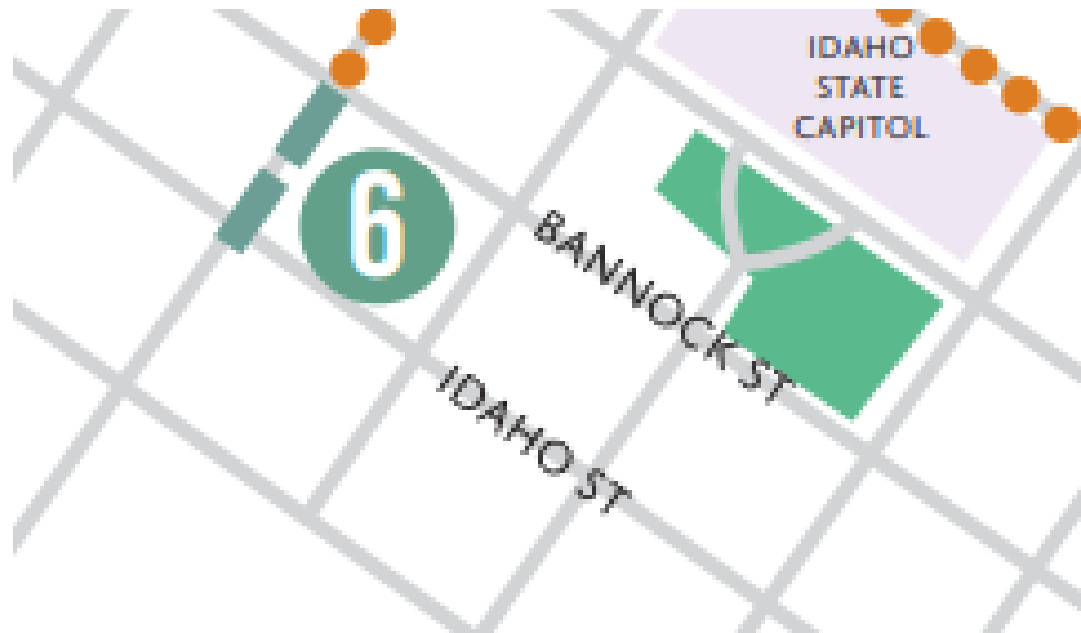 IDAHO
STATE
CAPITOL
6
BANNOCK ST
IDAHO ST